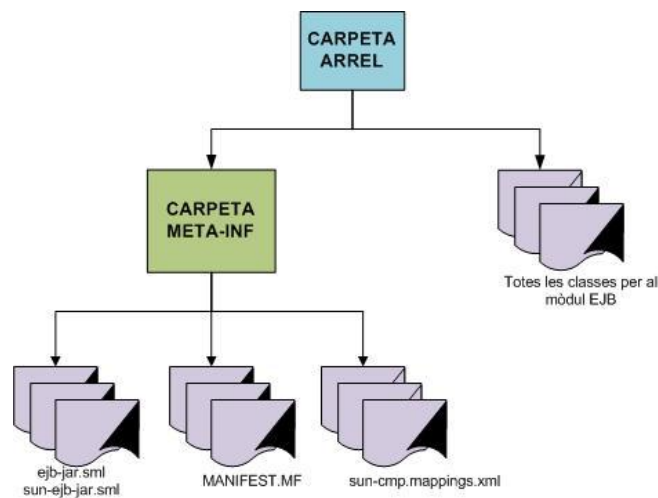 CARPETA
ARREL
CARPETA
META-INF
Totes les classes per al
mòdul EJB
ejb-jar.sml
sun-ejb-jar.sml
MANIFEST.MF
sun-cmp.mappings.xml